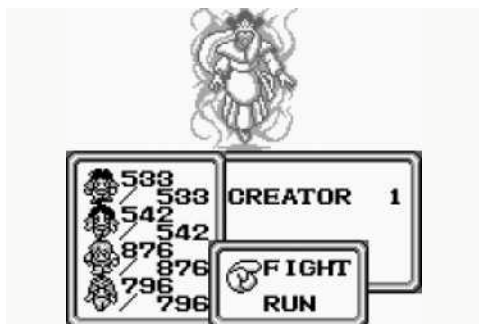 533
/ 533
CREATOR 1
542
/ 542
876
/ 876
FIGHT
796
/ 796
RUN